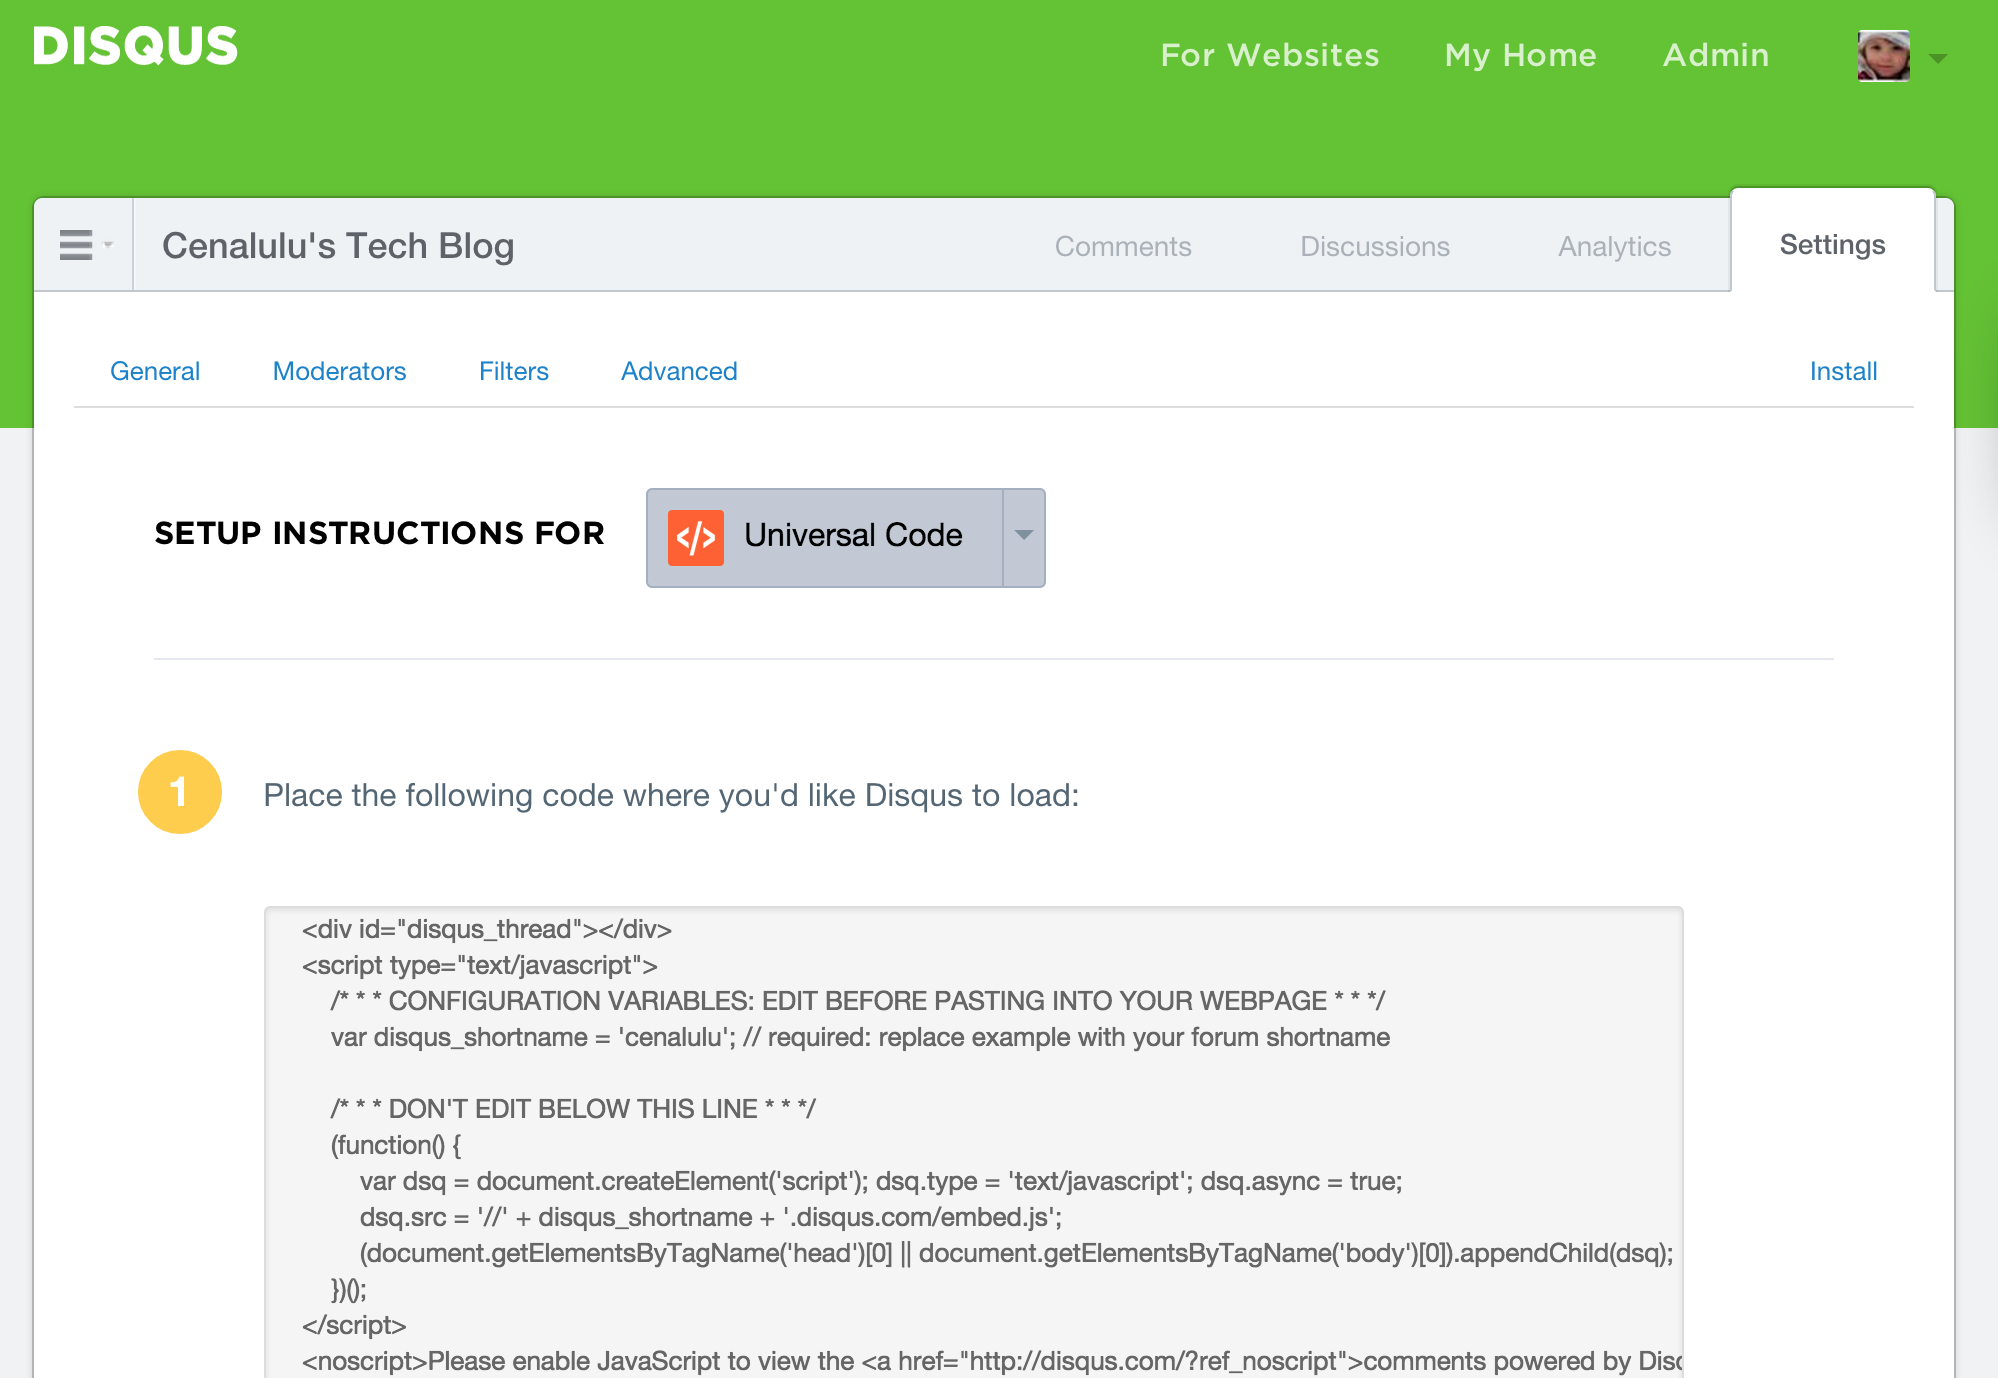 DISQUS
For Websites My Home Admin
Cenalulu's Tech Blog Comments Discussions Analytics Settings
General Moderators Filters Advanced Install
SETUP INSTRUCTIONS FOR </> Universal Code
1 Place the following code where you'd like Disqus to load:
<div id="disqus_thread"></div>
<script type="text/javascript">
/* * * CONFIGURATION VARIABLES: EDIT BEFORE PASTING INTO YOUR WEBPAGE * * */
var disqus_shortname = 'cenalulu'; // required: replace example with your forum shortname
/* * * DON'T EDIT BELOW THIS LINE * * */
(function() {
var dsq = document.createElement('script'); dsq.type = 'text/javascript'; dsq.async = true;
dsq.src = '//' + disqus_shortname + '.disqus.com/embed.js';
(document.getElementsByTagName('head')[0] || document.getElementsByTagName('body')[0]).appendChild(dsq);
})();
</script>
<noscript>Please enable JavaScript to view the <a href="http://disqus.com/?ref_noscript">comments powered by